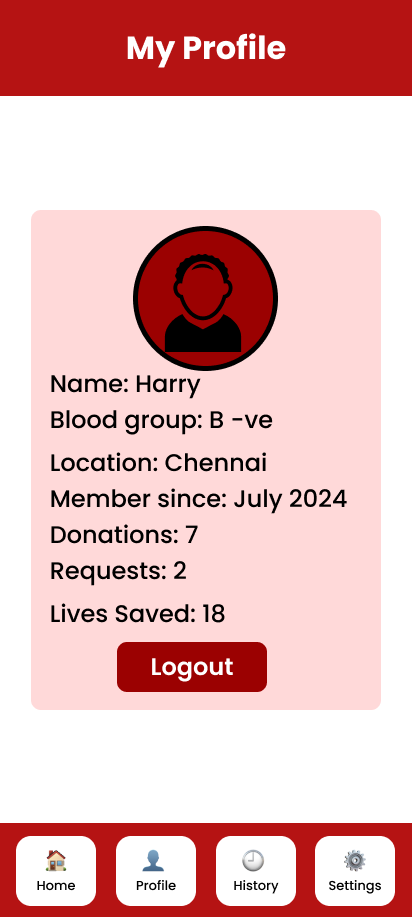 My Profile
Name: Harry
Blood group: B -ve
Location: Chennai
Member since: July 2024
Donations: 7
Requests: 2
Lives Saved: 18
Logout
Home Profile History Settings